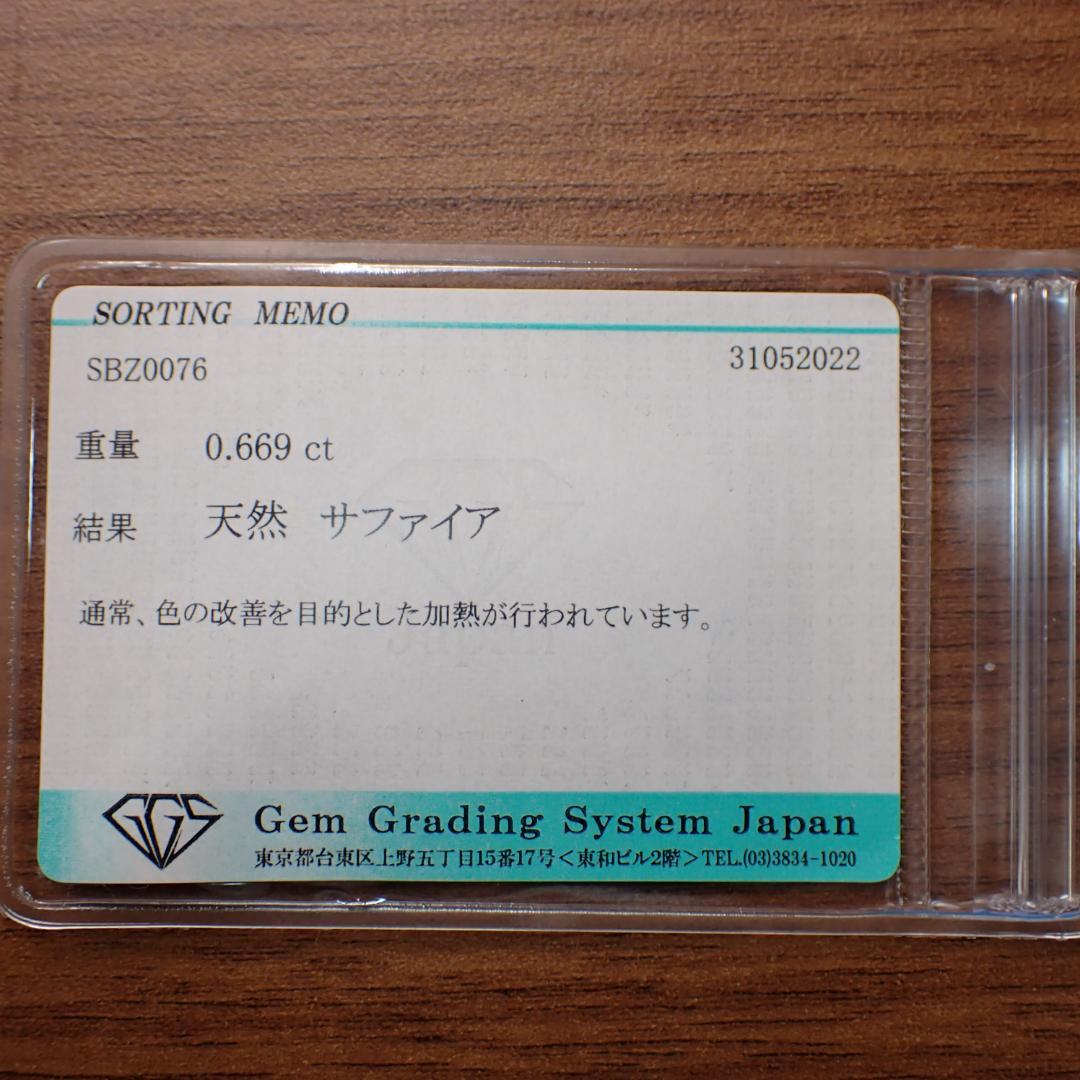 SORTING MEMO
SBZ0076
31052022
重量 0.669 ct
結果 天然 サファイア
通常、色の改善を目的とした加熱が行われています。
GGS
Gem Grading System Japan
東京都台東区上野五丁目15番17号＜東和ビル2階＞TEL.(03)3834-1020